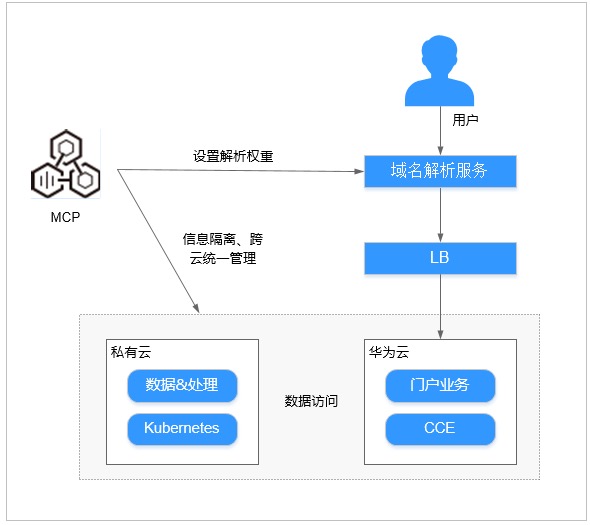 用户
设置解析权重
域名解析服务
MCP
信息隔离、跨
云统一管理
LB
私有云
数据&处理
Kubernetes
数据访问
华为云
门户业务
CCE